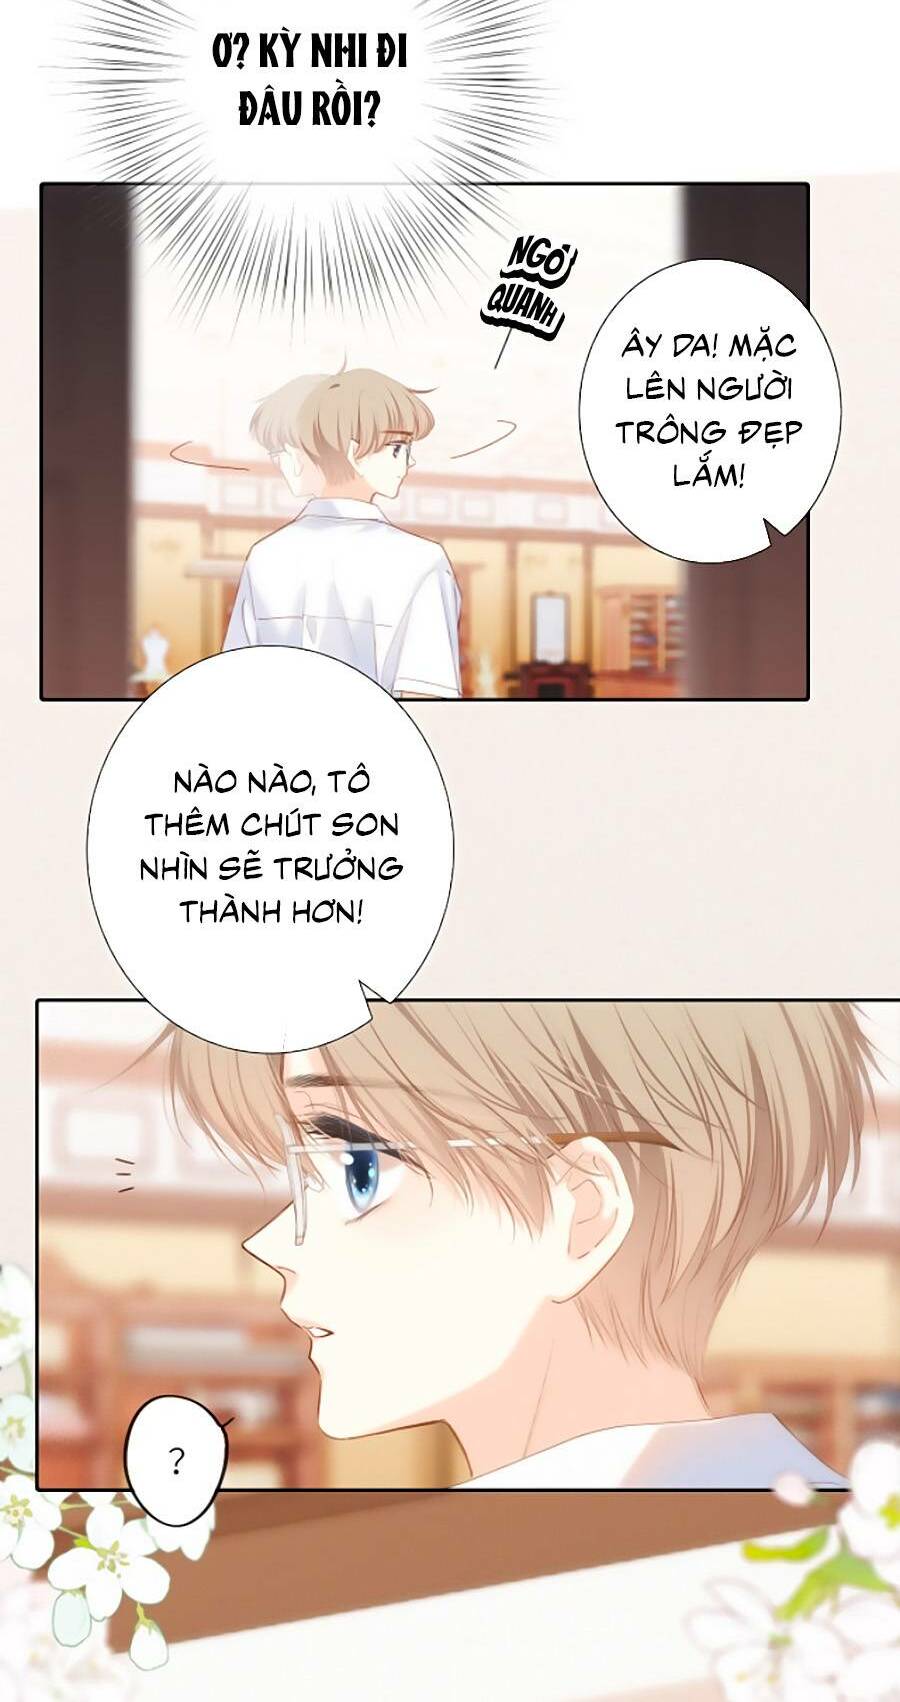 Ơ? KỲ NHI ĐI
ĐÂU RỒI?
NGÓ
QUANH
ÂY DA! MẶC
LÊN NGƯỜI
TRÔNG ĐẸP
LẮM!
NÀO NÀO, TÔ
THÊM CHÚT SON
NHÌN SẼ TRƯỞNG
THÀNH HƠN!
?